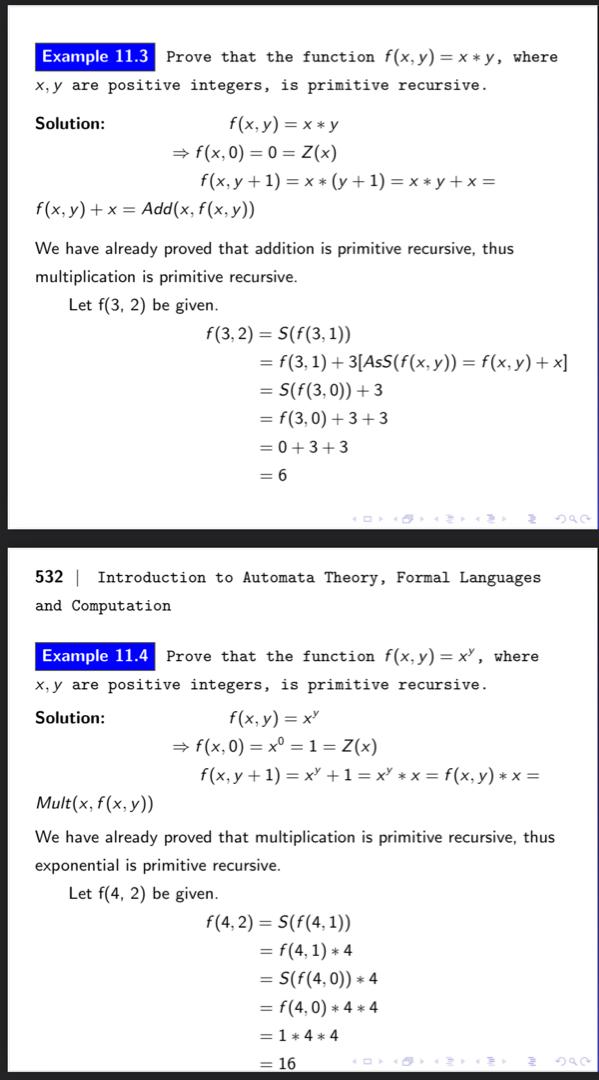 Example 11.3 Prove that the function f(x, y) = x ∗ y, where
x, y are positive integers, is primitive recursive.
Solution: f(x, y) = x ∗ y
⇒ f(x, 0) = 0 = Z(x)
f(x, y + 1) = x ∗ (y + 1) = x ∗ y + x =
f(x, y) + x = Add(x, f(x, y))
We have already proved that addition is primitive recursive, thus
multiplication is primitive recursive.
Let f(3, 2) be given.
f(3, 2) = S(f(3, 1))
= f(3, 1) + 3[AsS(f(x, y)) = f(x, y) + x]
= S(f(3, 0)) + 3
= f(3, 0) + 3 + 3
= 0 + 3 + 3
= 6
532 | Introduction to Automata Theory, Formal Languages
and Computation
Example 11.4 Prove that the function f(x, y) = x^y, where
x, y are positive integers, is primitive recursive.
Solution: f(x, y) = x^y
⇒ f(x, 0) = x^0 = 1 = Z(x)
f(x, y + 1) = x^y + 1 = x^y ∗ x = f(x, y) ∗ x =
Mult(x, f(x, y))
We have already proved that multiplication is primitive recursive, thus
exponential is primitive recursive.
Let f(4, 2) be given.
f(4, 2) = S(f(4, 1))
= f(4, 1) ∗ 4
= S(f(4, 0)) ∗ 4
= f(4, 0) ∗ 4 ∗ 4
= 1 ∗ 4 ∗ 4
= 16